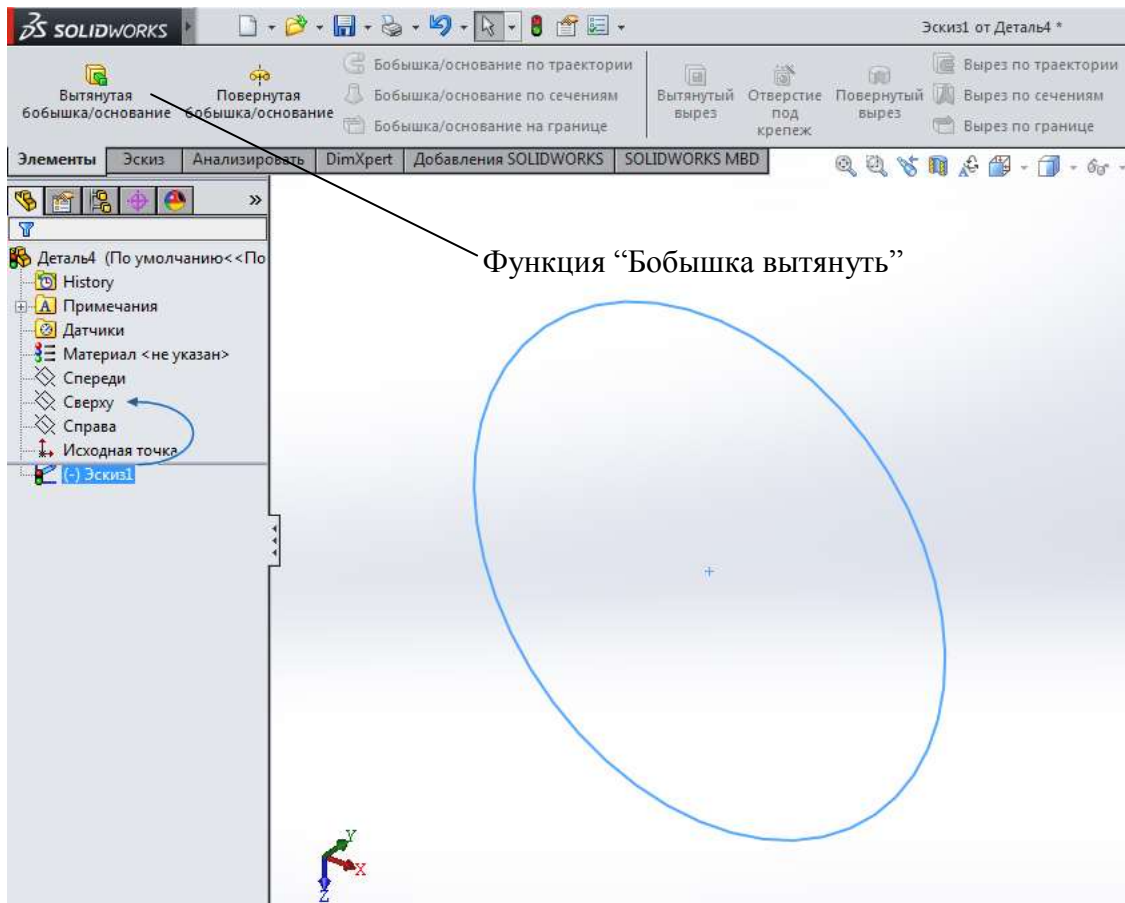 SOLIDWORKS
Эскиз1 от Деталь4 *
Вытянутая
бобышка/основание
Повернутая
бобышка/основание
Бобышка/основание по траектории
Бобышка/основание по сечениям
Бобышка/основание на границе
Вытянутый
вырез
Отверстие
под
крепеж
Повернутый
вырез
Вырез по траектории
Вырез по сечениям
Вырез по границе
Элементы Эскиз Анализировать DimXpert Добавления SOLIDWORKS SOLIDWORKS MBD
»
Деталь4 (По умолчанию<<По
History
Примечания
Датчики
Материал <не указан>
Спереди
Сверху
Справа
Исходная точка
(-) Эскиз1
Функция “Бобышка вытянуть”
Y
X
Z